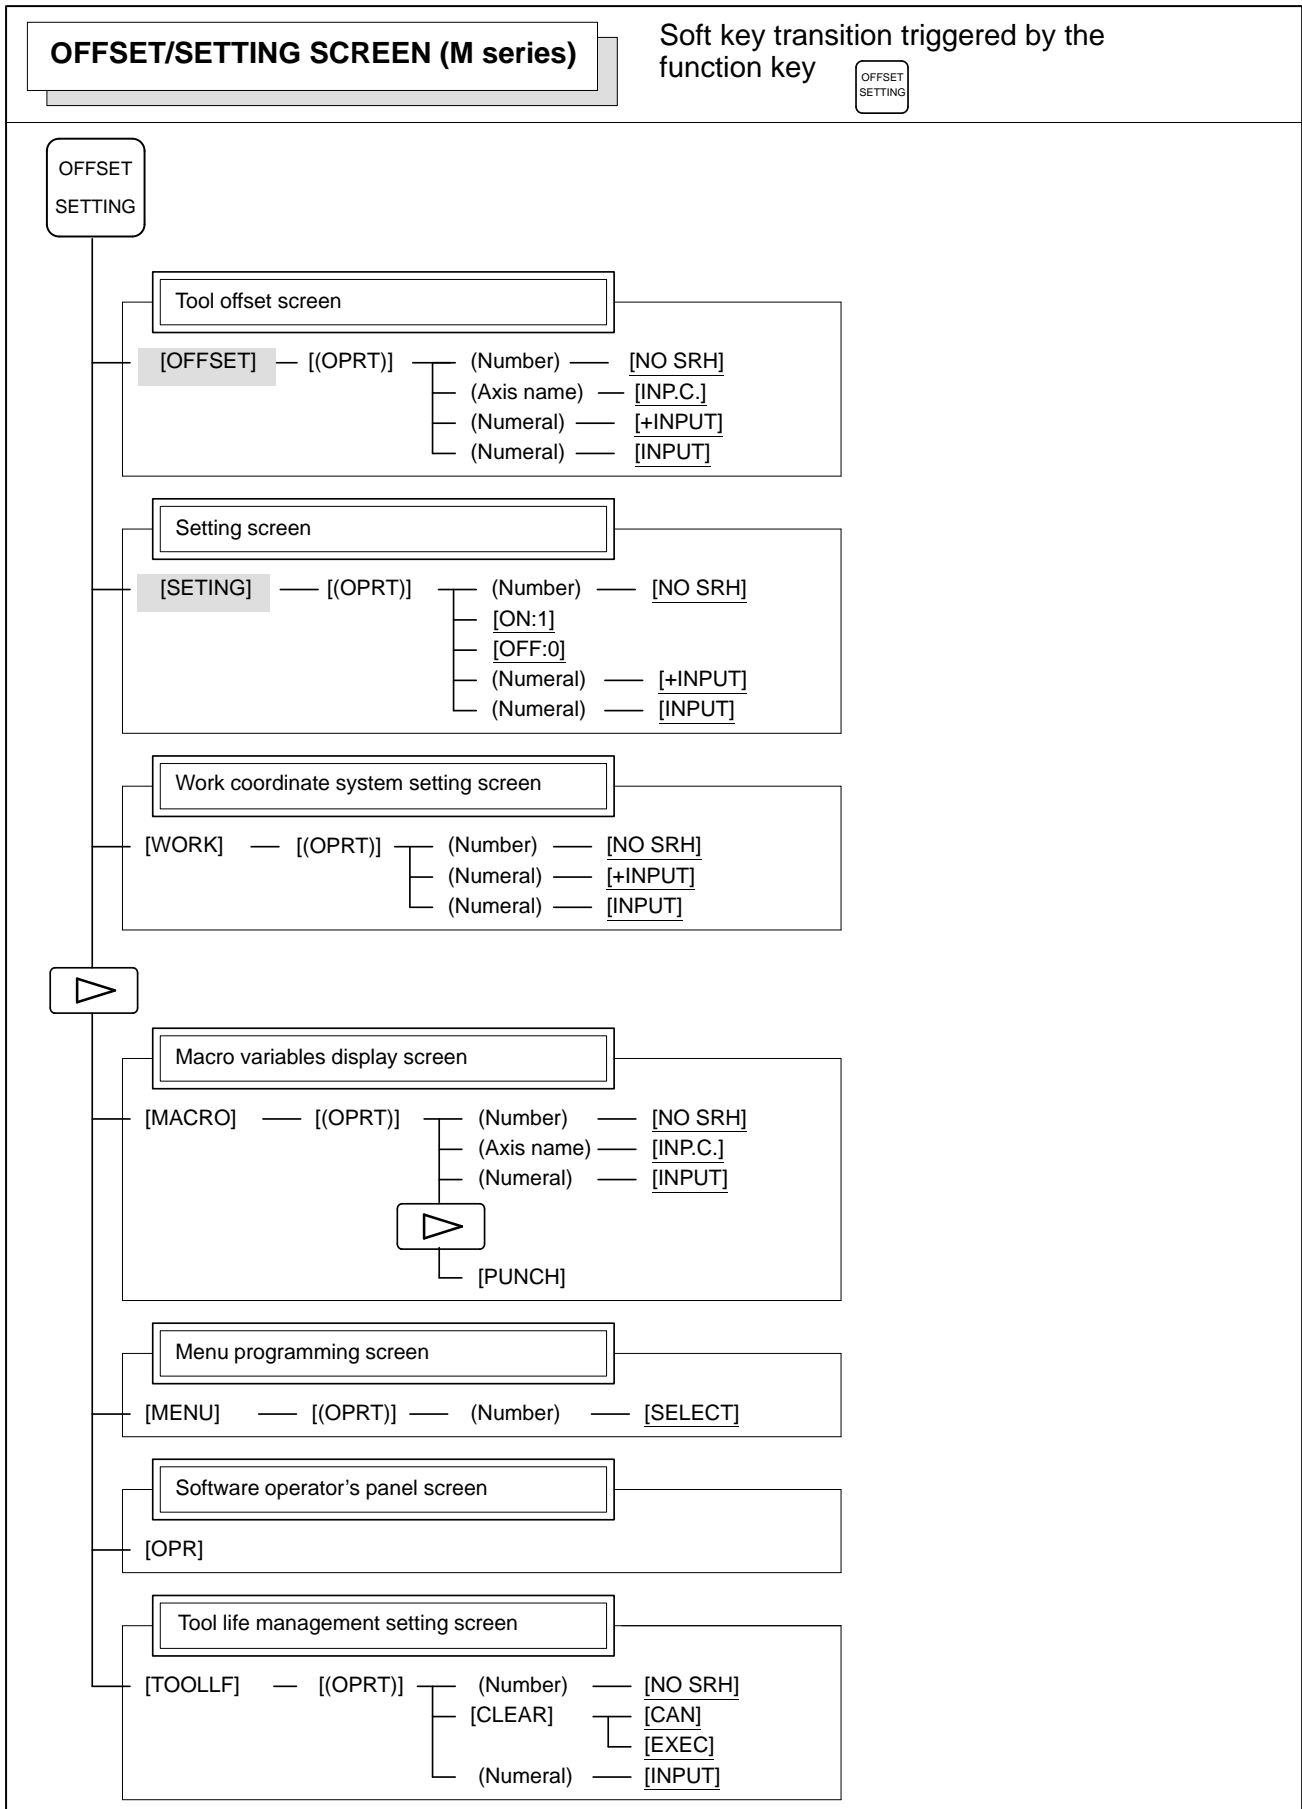 OFFSET/SETTING SCREEN (M series)
Soft key transition triggered by the
function key
OFFSET
SETTING
OFFSET
SETTING
Tool offset screen
[OFFSET] [(OPRT)] (Number) [NO SRH]
(Axis name) [INP.C.]
(Numeral) [+INPUT]
(Numeral) [INPUT]
Setting screen
[SETING] [(OPRT)] (Number) [NO SRH]
[ON:1]
[OFF:0]
(Numeral) [+INPUT]
(Numeral) [INPUT]
Work coordinate system setting screen
[WORK] [(OPRT)] (Number) [NO SRH]
(Numeral) [+INPUT]
(Numeral) [INPUT]
Macro variables display screen
[MACRO] [(OPRT)] (Number) [NO SRH]
(Axis name) [INP.C.]
(Numeral) [INPUT]
[PUNCH]
Menu programming screen
[MENU] [(OPRT)] (Number) [SELECT]
Software operator’s panel screen
[OPR]
Tool life management setting screen
[TOOLLF] [(OPRT)] (Number) [NO SRH]
[CLEAR] [CAN]
[EXEC]
(Numeral) [INPUT]